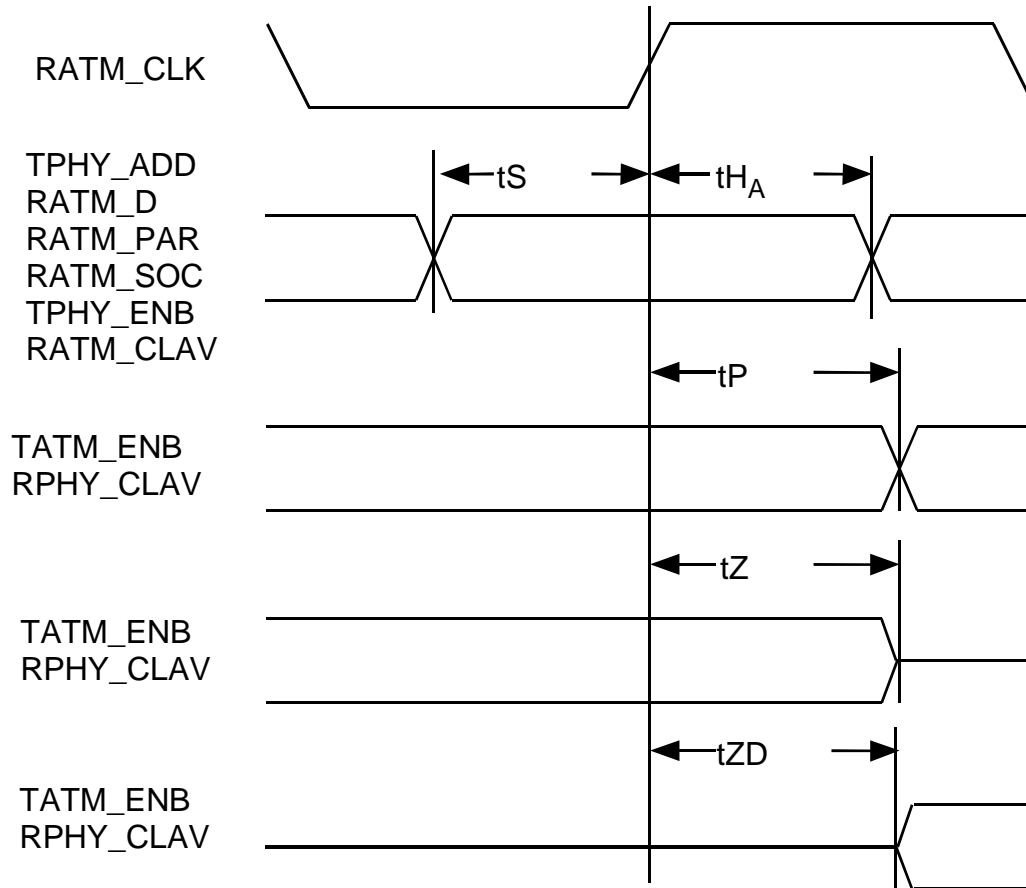 RATM_CLK
TPHY_ADD
RATM_D
RATM_PAR
RATM_SOC
TPHY_ENB
RATM_CLAV
tS
tHA
tP
TATM_ENB
RPHY_CLAV
tZ
TATM_ENB
RPHY_CLAV
tZD
TATM_ENB
RPHY_CLAV